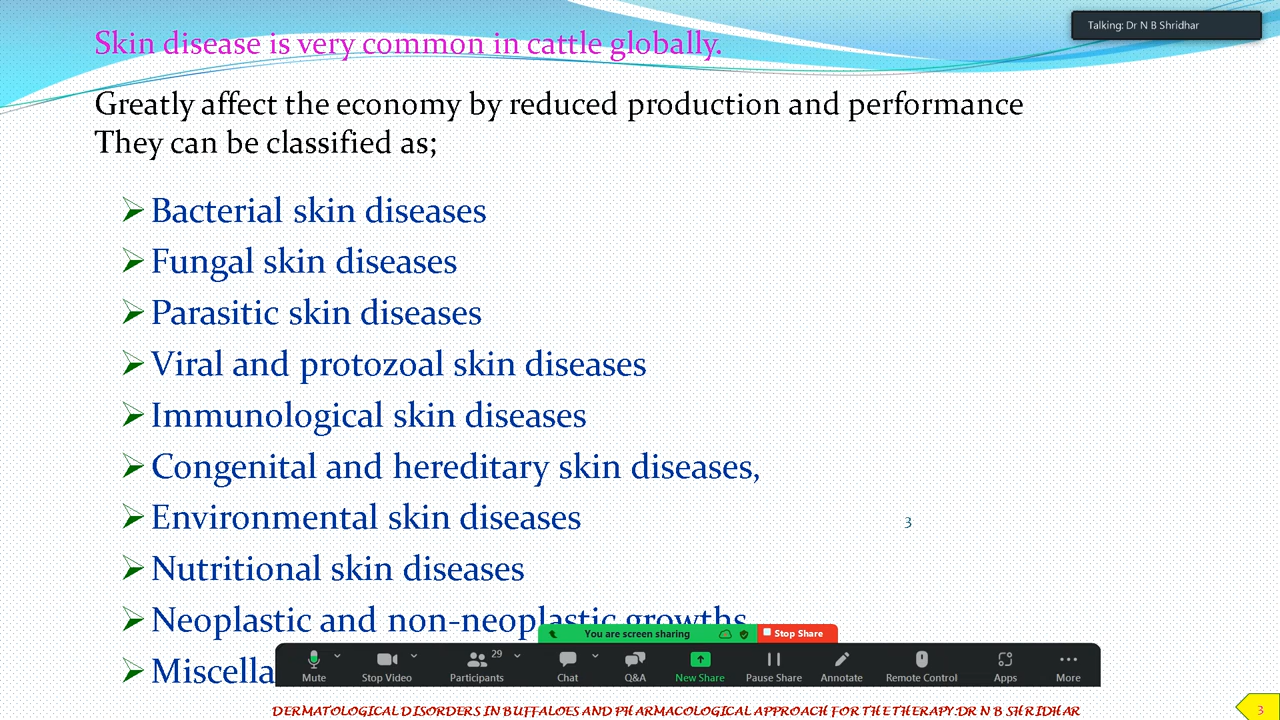 Talking: Dr N B Shridhar
Skin disease is very common in cattle globally.
Greatly affect the economy by reduced production and performance
They can be classified as;
Bacterial skin diseases
Fungal skin diseases
Parasitic skin diseases
Viral and protozoal skin diseases
Immunological skin diseases
Congenital and hereditary skin diseases,
Environmental skin diseases
3
Nutritional skin diseases
Neoplastic and non-neoplastic growths
You are screen sharing Stop Share
29
Mute Stop Video Participants Chat Q&A New Share Pause Share Annotate Remote Control Apps More
DERMATOLOGICAL DISORDERS IN BUFFALOES AND PHARMACOLOGICAL APPROACH FOR THE THERAPY:DR N B SHRIDHAR
3